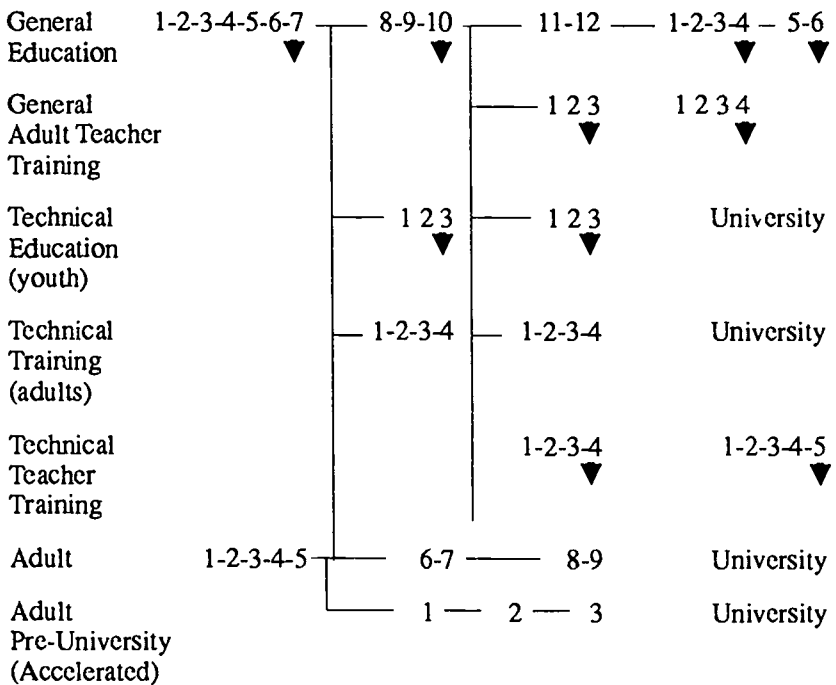 General 1-2-3-4-5-6-7 8-9-10 11-12 1-2-3-4 5-6
Education
General 1 2 3 1 2 3 4
Adult Teacher
Training
Technical 1 2 3 1 2 3 University
Education
(youth)
Technical 1-2-3-4 1-2-3-4 University
Training
(adults)
Technical 1-2-3-4 1-2-3-4-5
Teacher
Training
Adult 1-2-3-4-5 6-7 8-9 University
Adult 1 2 3 University
Pre-University
(Accelerated)